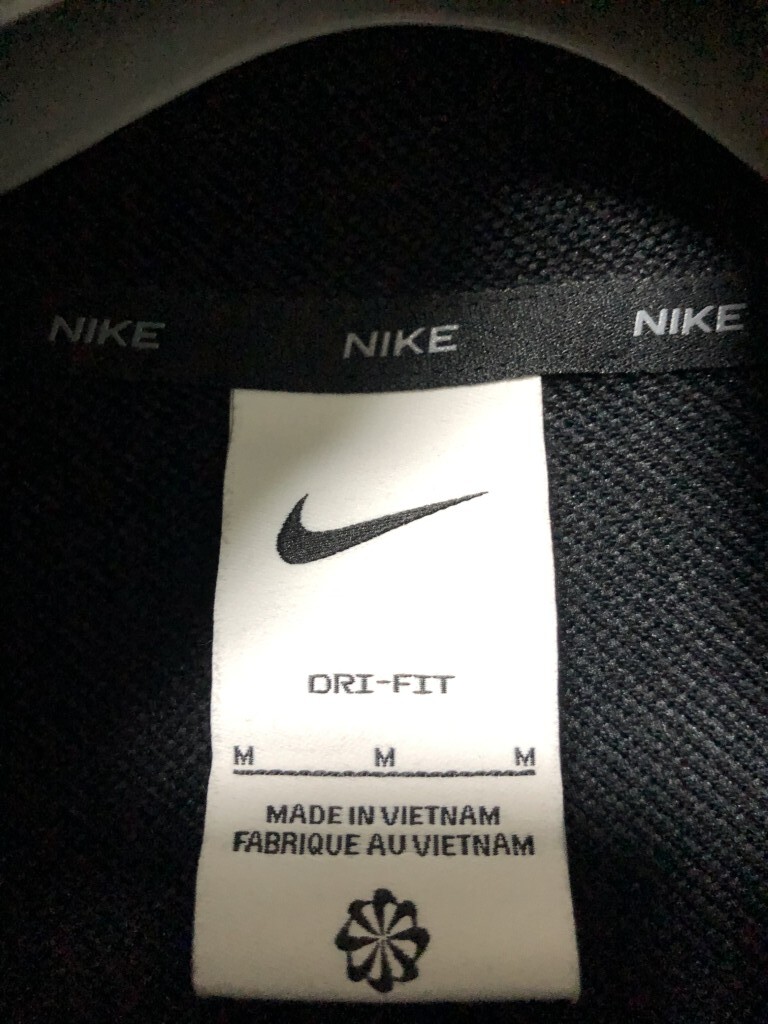 NIKE NIKE NIKE
DRI-FIT
M M M
MADE IN VIETNAM
FABRIQUE AU VIETNAM